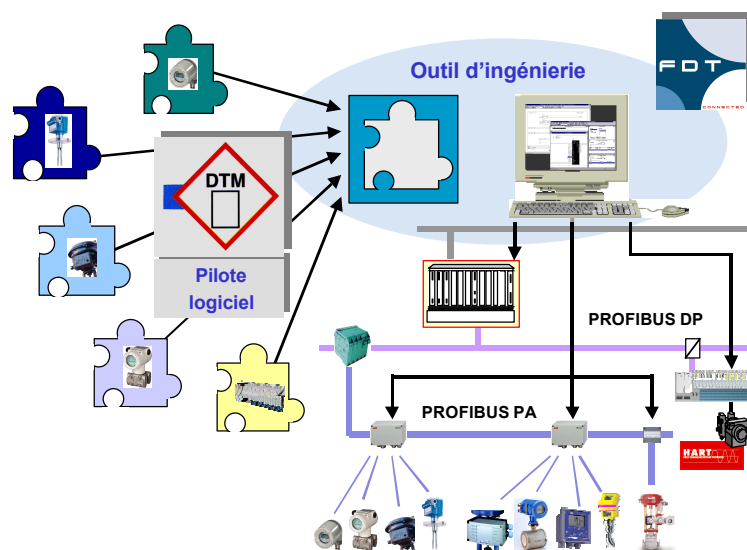 Outil d’ingénierie
FDT
CONNECTED
DTM
Pilote
logiciel
PROFIBUS DP
PROFIBUS PA
HART